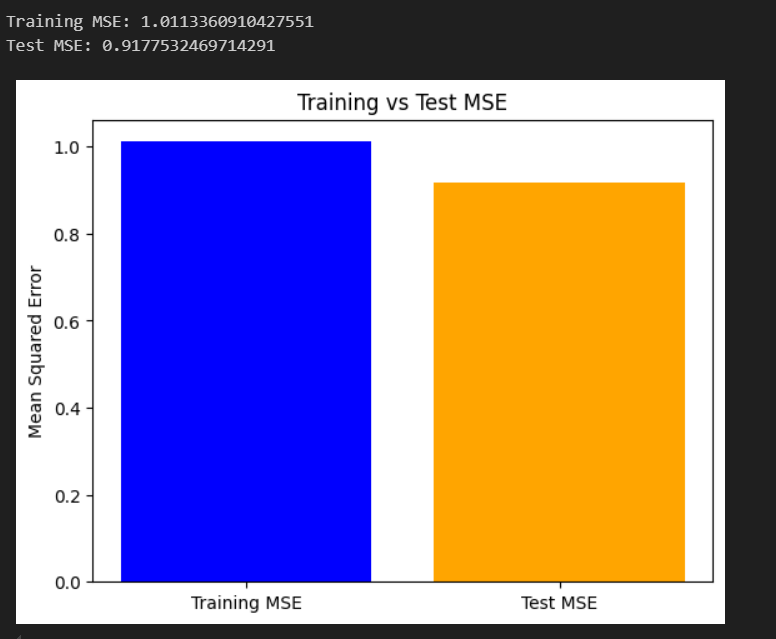 Training MSE: 1.0113360910427551
Test MSE: 0.9177532469714291
Training vs Test MSE
Mean Squared Error
1.0
0.8
0.6
0.4
0.2
0.0
Training MSE
Test MSE